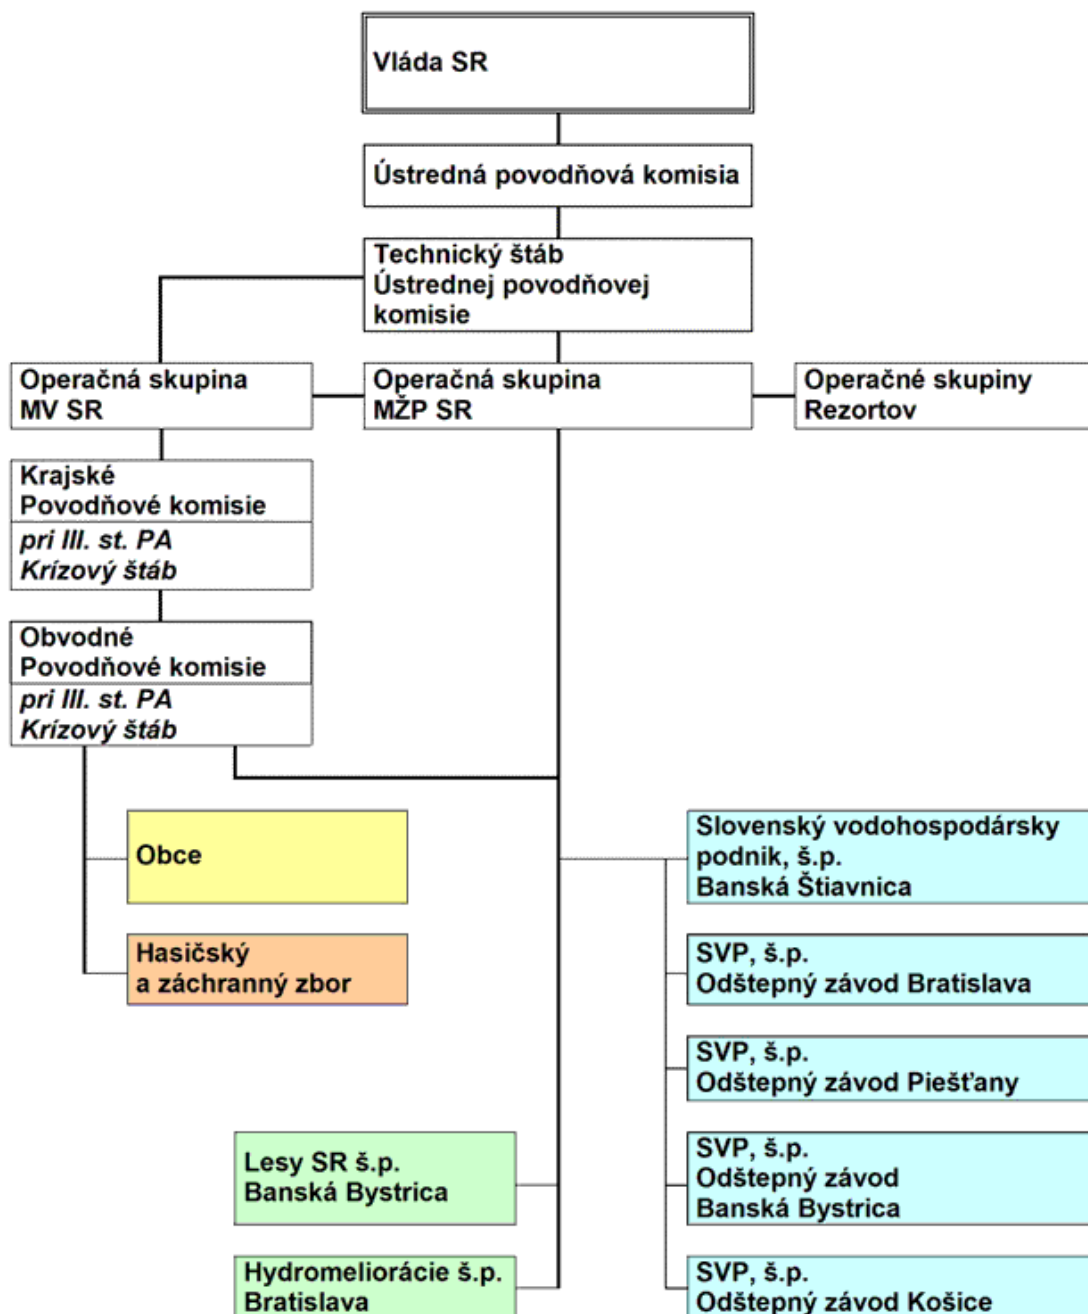 Vláda SR
Ústredná povodňová komisia
Technický štáb
Ústrednej povodňovej
komisie
Operačná skupina
MV SR
Operačná skupina
MŽP SR
Operačné skupiny
Rezortov
Krajské
Povodňové komisie
pri III. st. PA
Krízový štáb
Obvodné
Povodňové komisie
pri III. st. PA
Krízový štáb
Obce
Hasičský
a záchranný zbor
Slovenský vodohospodársky
podnik, š.p.
Banská Štiavnica
SVP, š.p.
Odštepný závod Bratislava
SVP, š.p.
Odštepný závod Piešťany
Lesy SR š.p.
Banská Bystrica
SVP, š.p.
Odštepný závod
Banská Bystrica
Hydromeliorácie š.p.
Bratislava
SVP, š.p.
Odštepný závod Košice